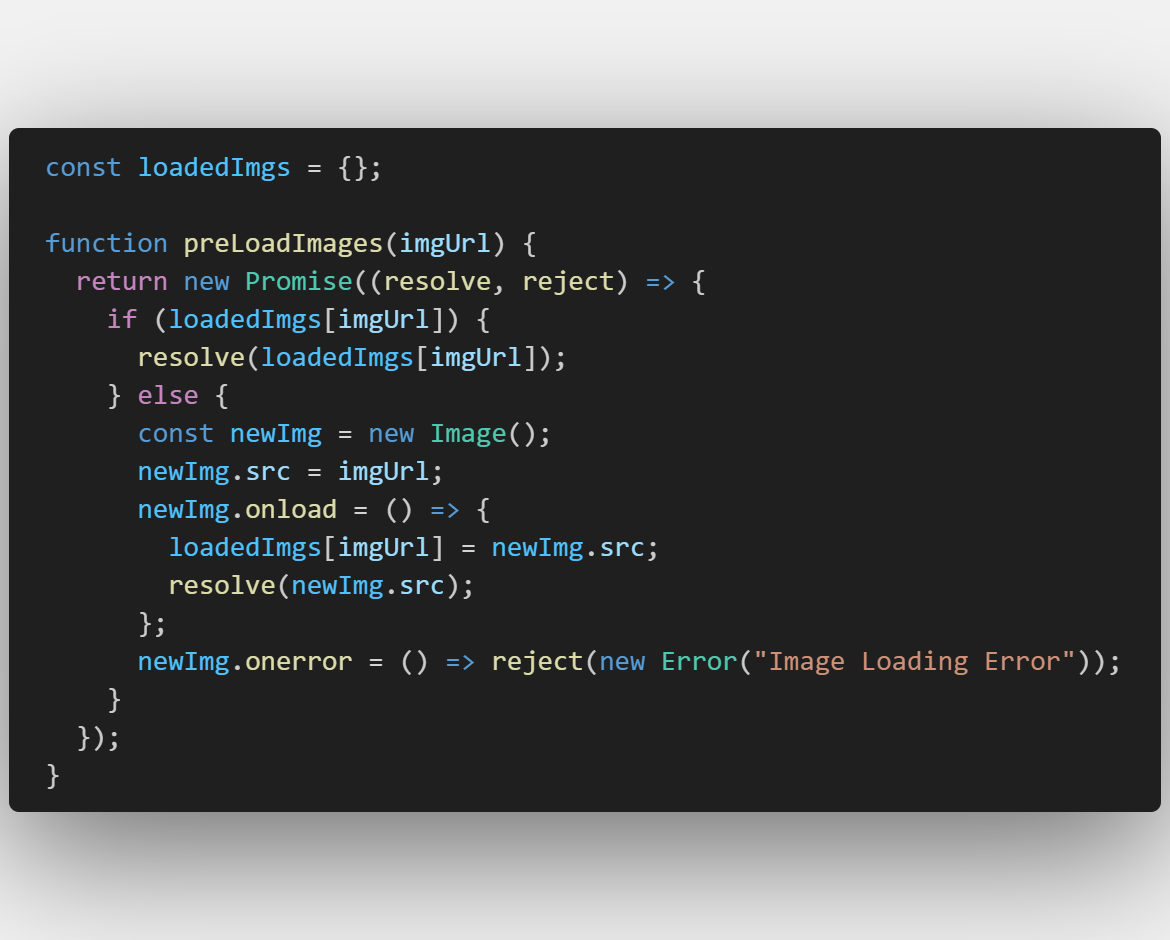 const loadedImgs = {};

function preLoadImages(imgUrl) {
  return new Promise((resolve, reject) => {
    if (loadedImgs[imgUrl]) {
      resolve(loadedImgs[imgUrl]);
    } else {
      const newImg = new Image();
      newImg.src = imgUrl;
      newImg.onload = () => {
        loadedImgs[imgUrl] = newImg.src;
        resolve(newImg.src);
      };
      newImg.onerror = () => reject(new Error("Image Loading Error"));
    }
  });
}